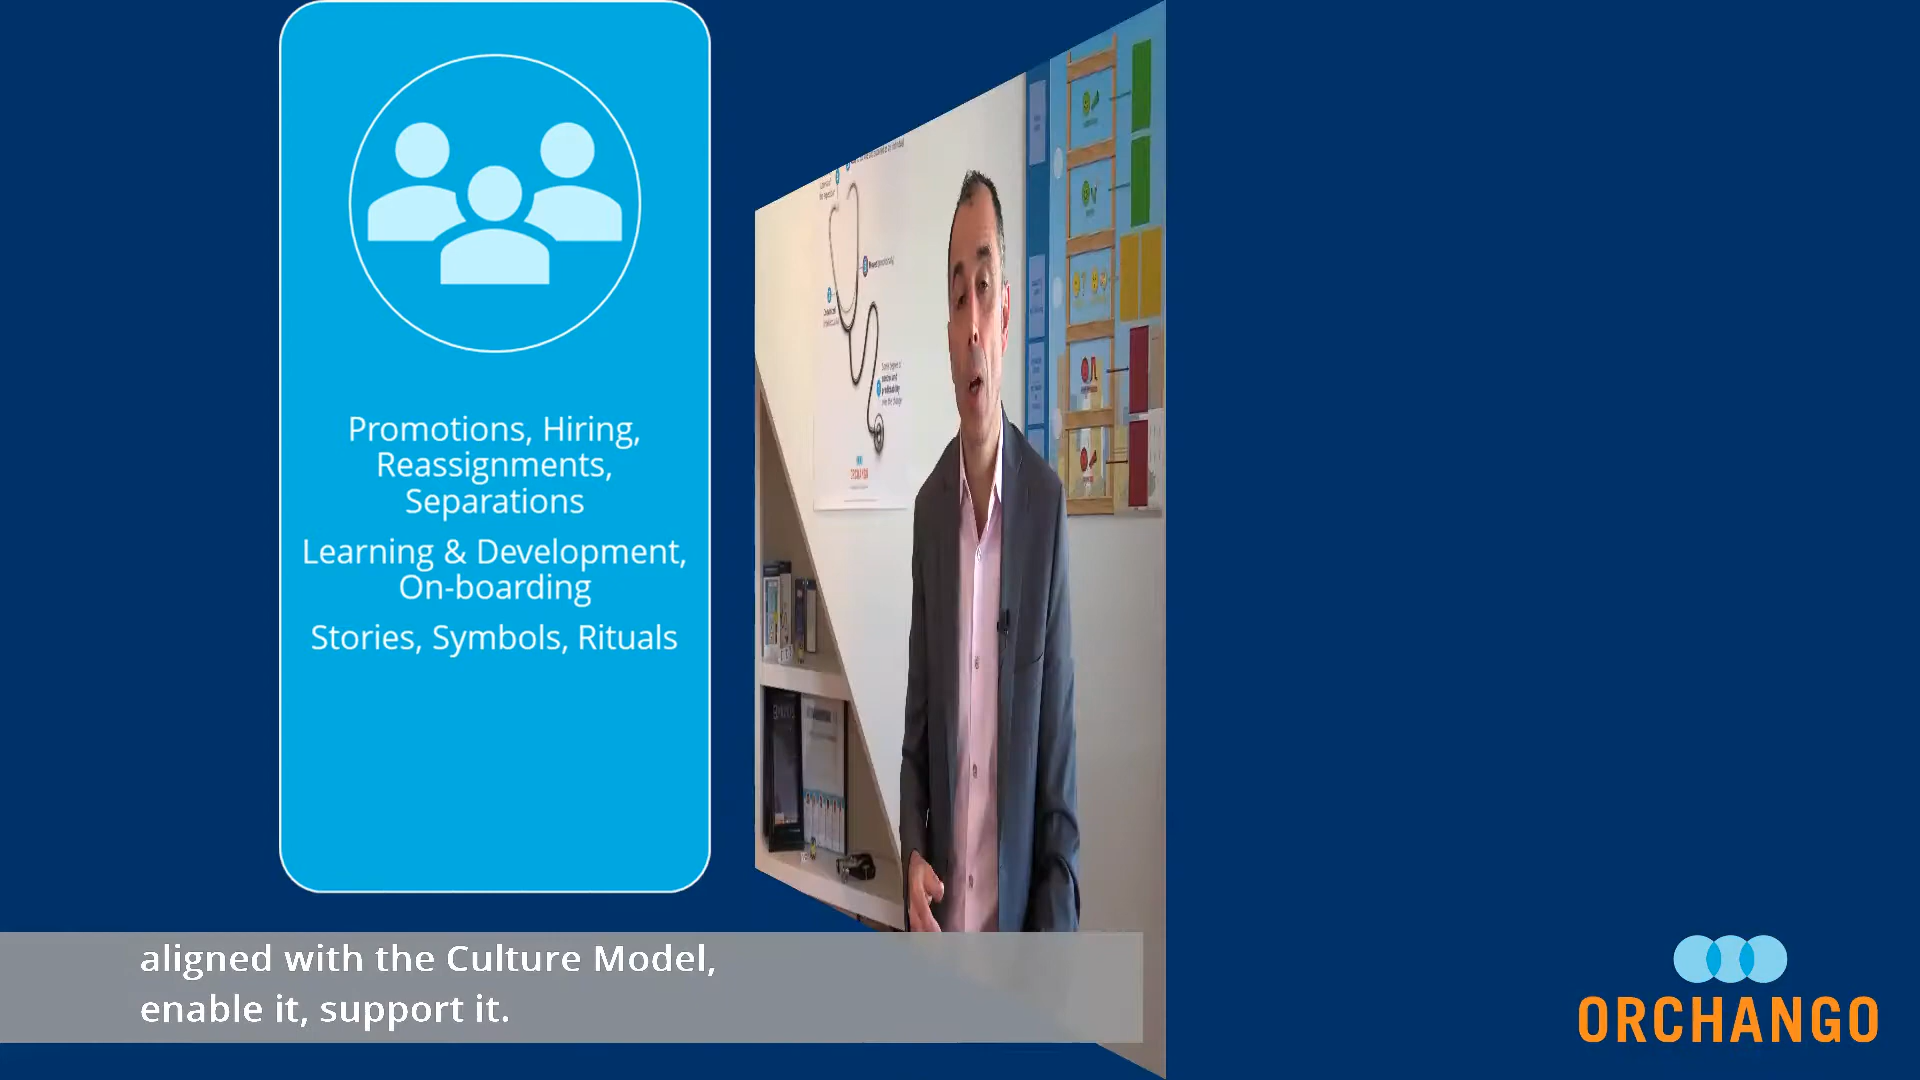 Promotions, Hiring,
Reassignments,
Separations
Learning & Development,
On-boarding
Stories, Symbols, Rituals
aligned with the Culture Model,
enable it, support it.
ORCHANGO